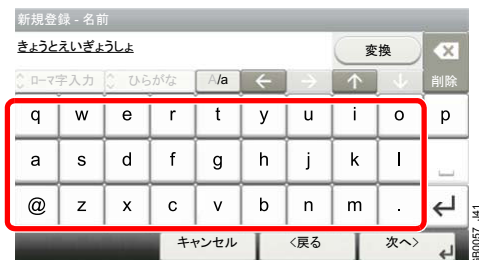 新規登録 - 名前
きょうとえいぎょうしょ
変換
ローマ字入力 ひらがな A/a ← → ↑ ↓ 削除
q w e r t y u i o p
a s d f g h j k l
@ z x c v b n m .
キャンセル <戻る 次へ>